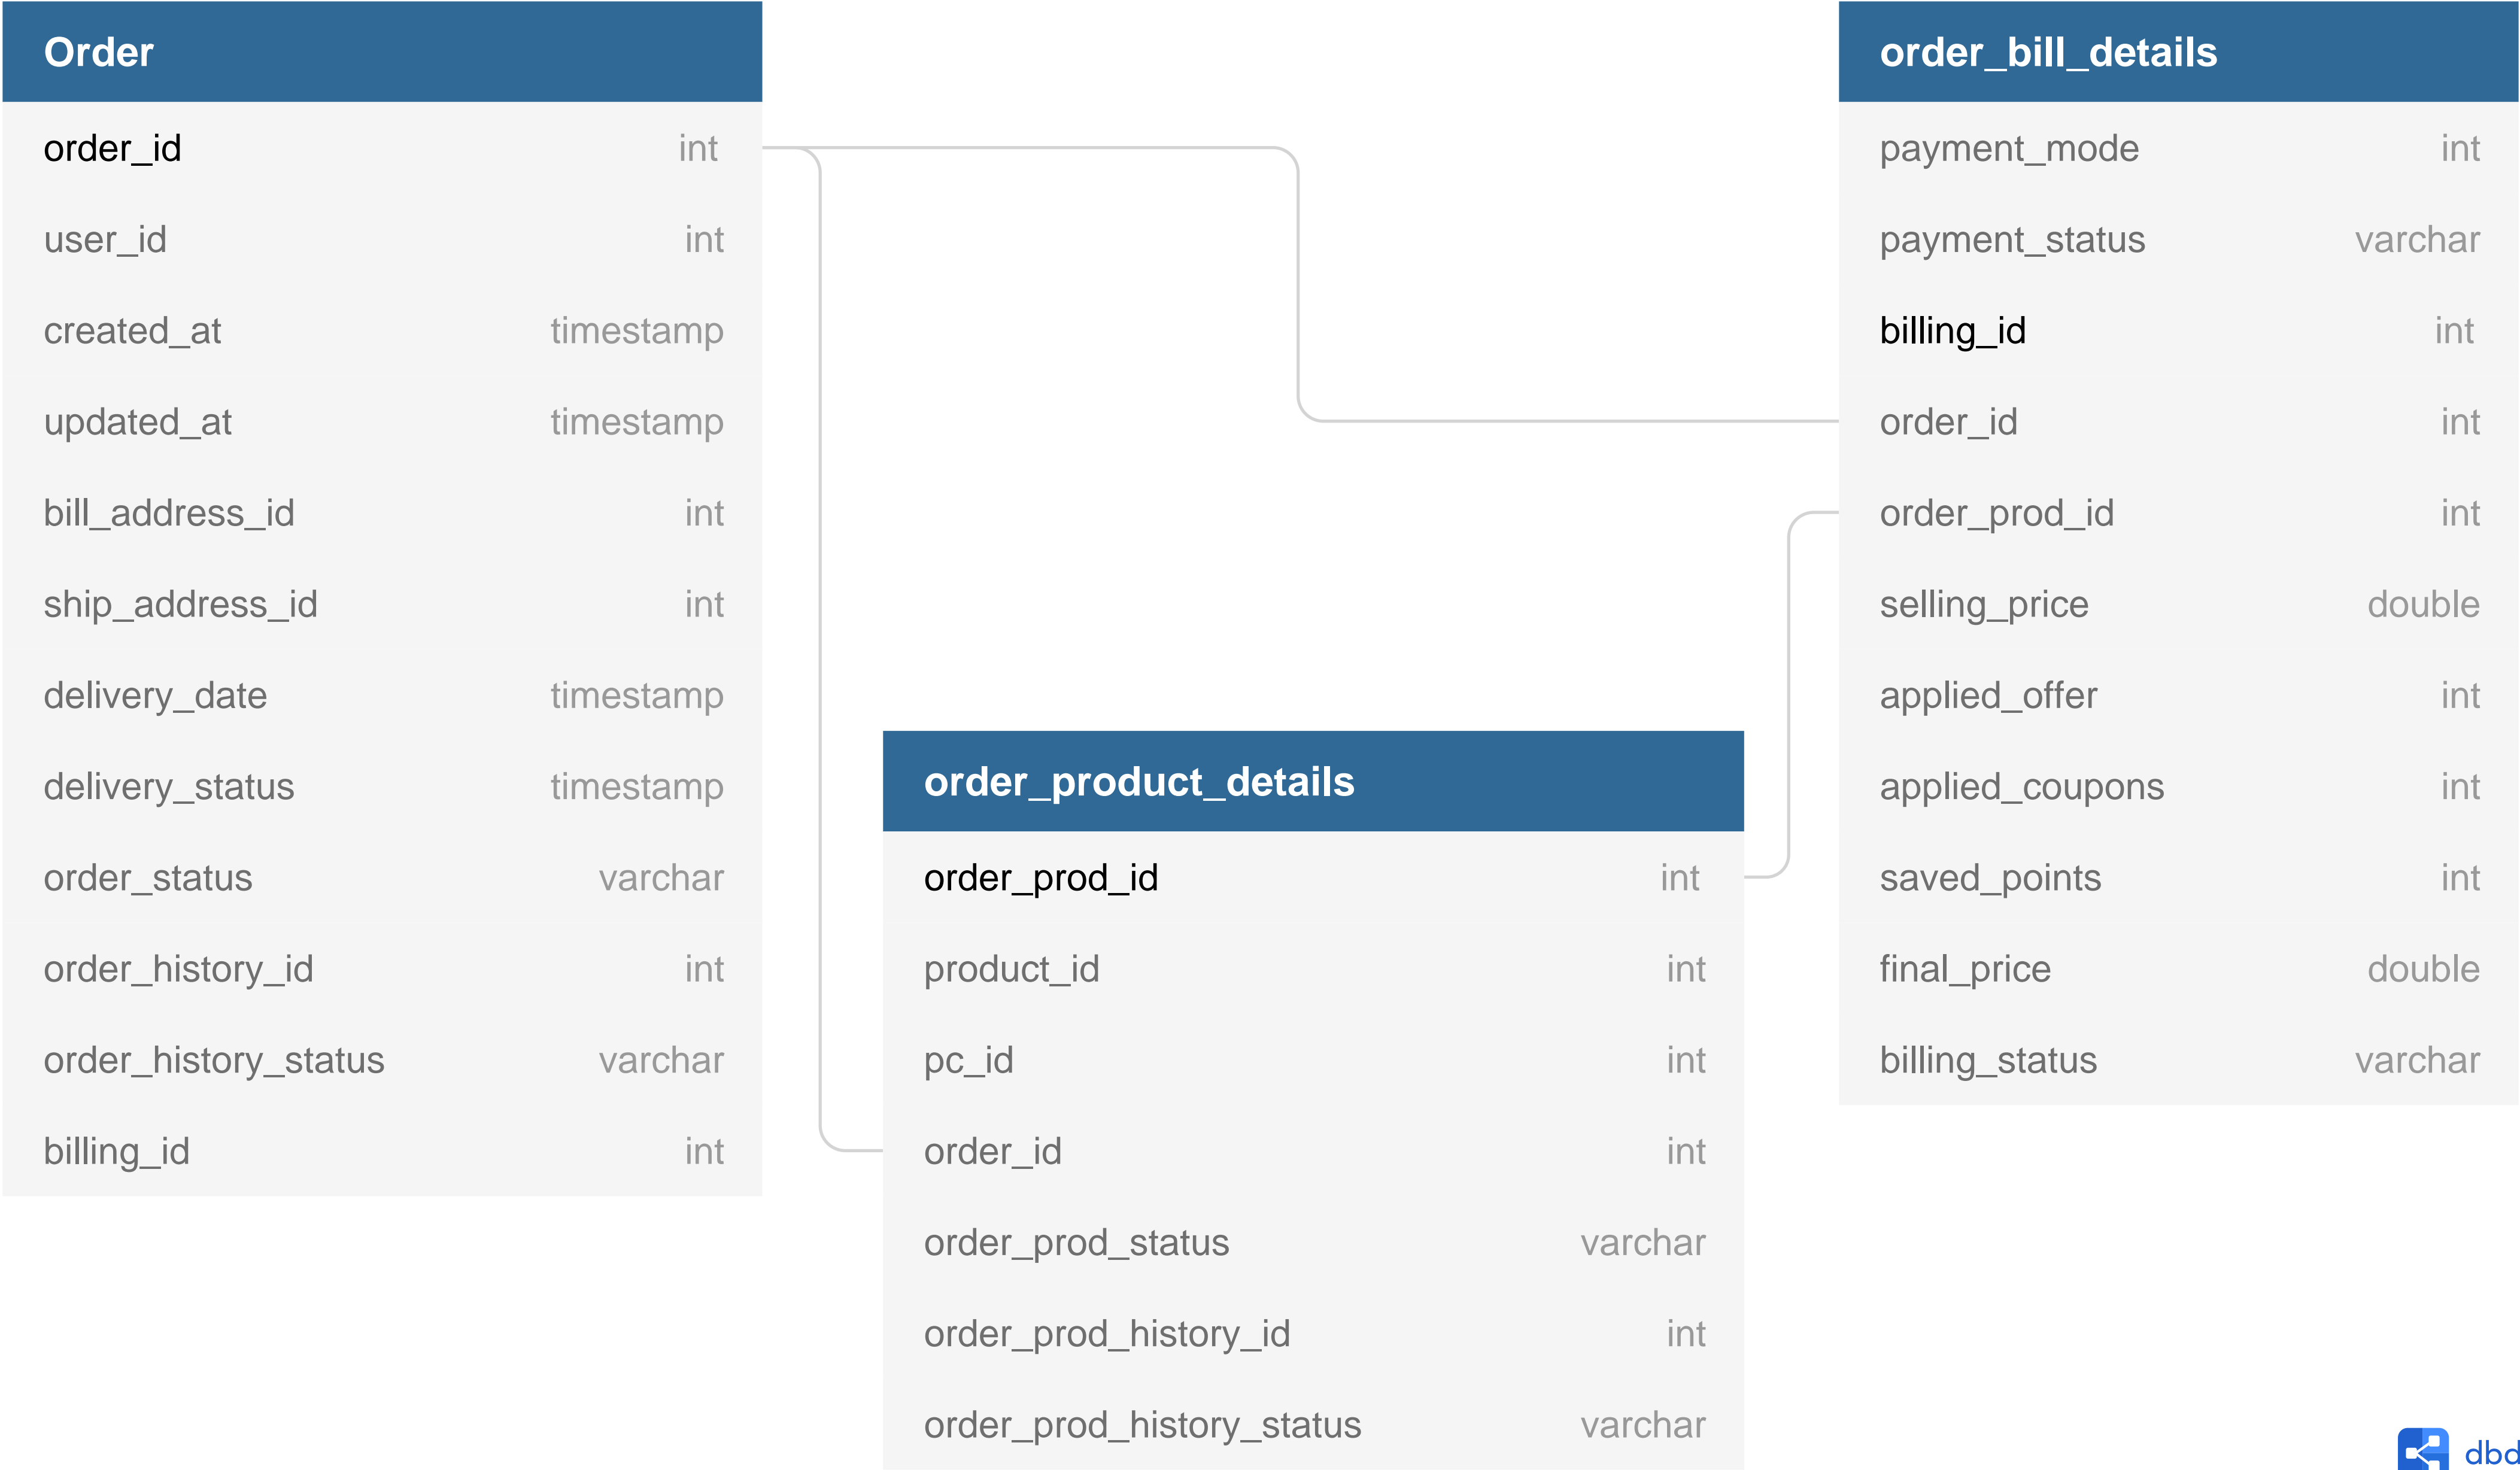 Order
order_id int
user_id int
created_at timestamp
updated_at timestamp
bill_address_id int
ship_address_id int
delivery_date timestamp
delivery_status timestamp
order_status varchar
order_history_id int
order_history_status varchar
billing_id int
order_product_details
order_prod_id int
product_id int
pc_id int
order_id int
order_prod_status varchar
order_prod_history_id int
order_prod_history_status varchar
order_bill_details
payment_mode int
payment_status varchar
billing_id int
order_id int
order_prod_id int
selling_price double
applied_offer int
applied_coupons int
saved_points int
final_price double
billing_status varchar